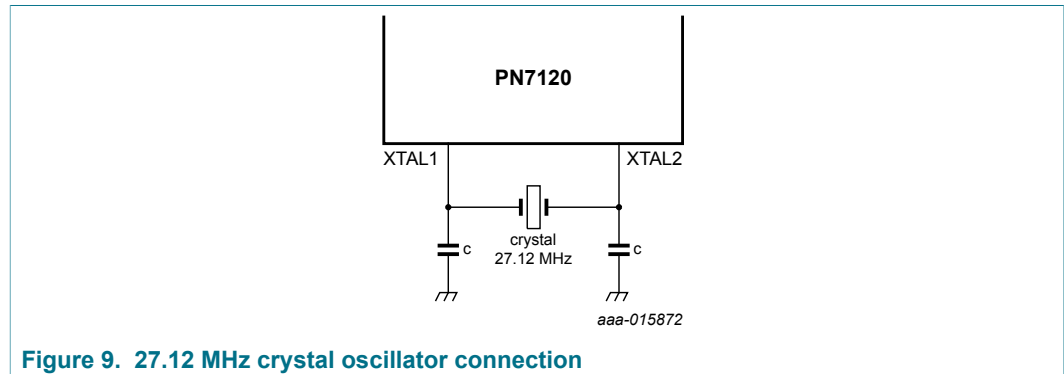 PN7120
XTAL1
XTAL2
c
crystal
27.12 MHz
c
aaa-015872
Figure 9. 27.12 MHz crystal oscillator connection